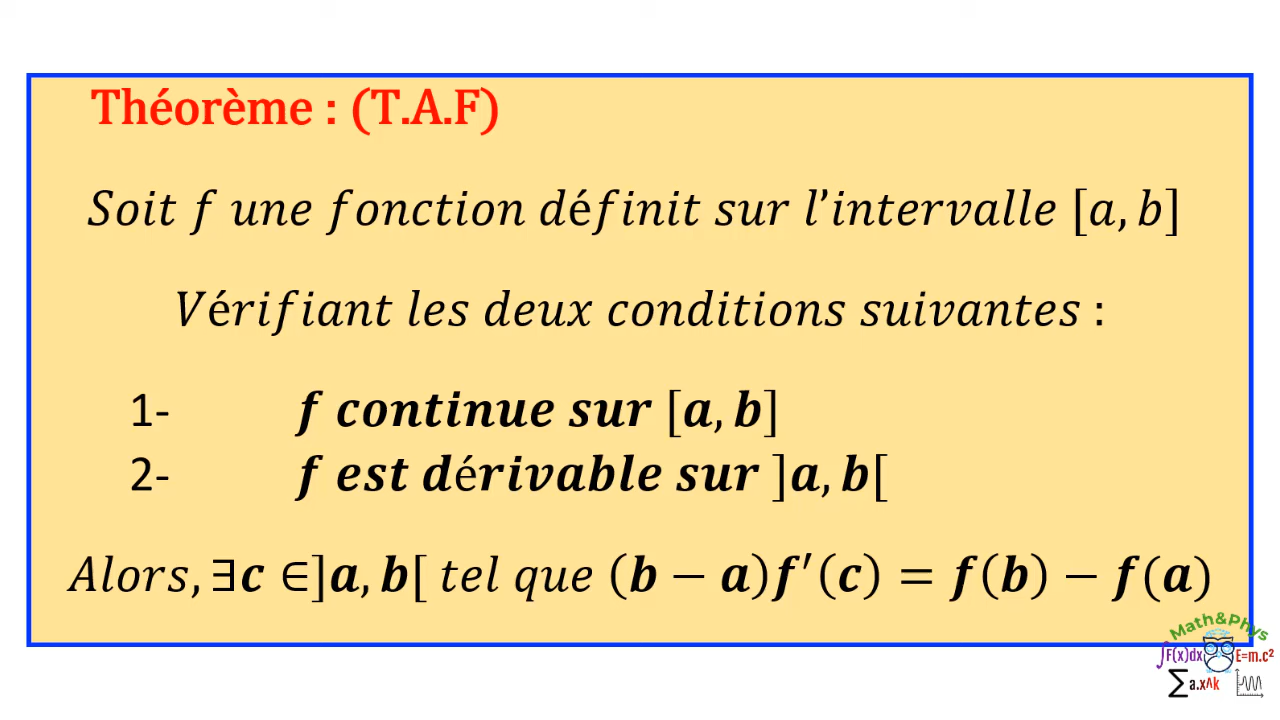 Théorème : (T.A.F)
Soit f une fonction définit sur l’intervalle [a, b]
Vérifiant les deux conditions suivantes :
1- f continue sur [a, b]
2- f est dérivable sur ]a, b[
Alors, ∃c ∈]a, b[ tel que (b − a)f′(c) = f(b) − f(a)
Math&Phys
∫F(x)dx E=m.c²
∑ a.x^k